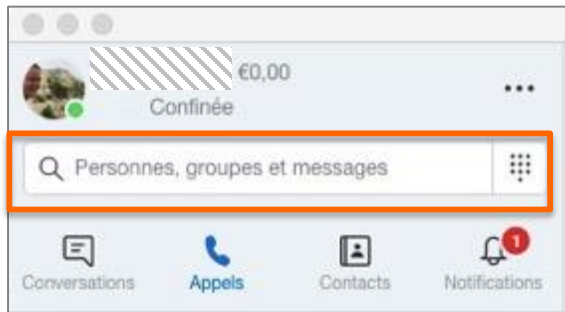 €0,00
Confinée
Personnes, groupes et messages
1
Conversations Appels Contacts Notifications